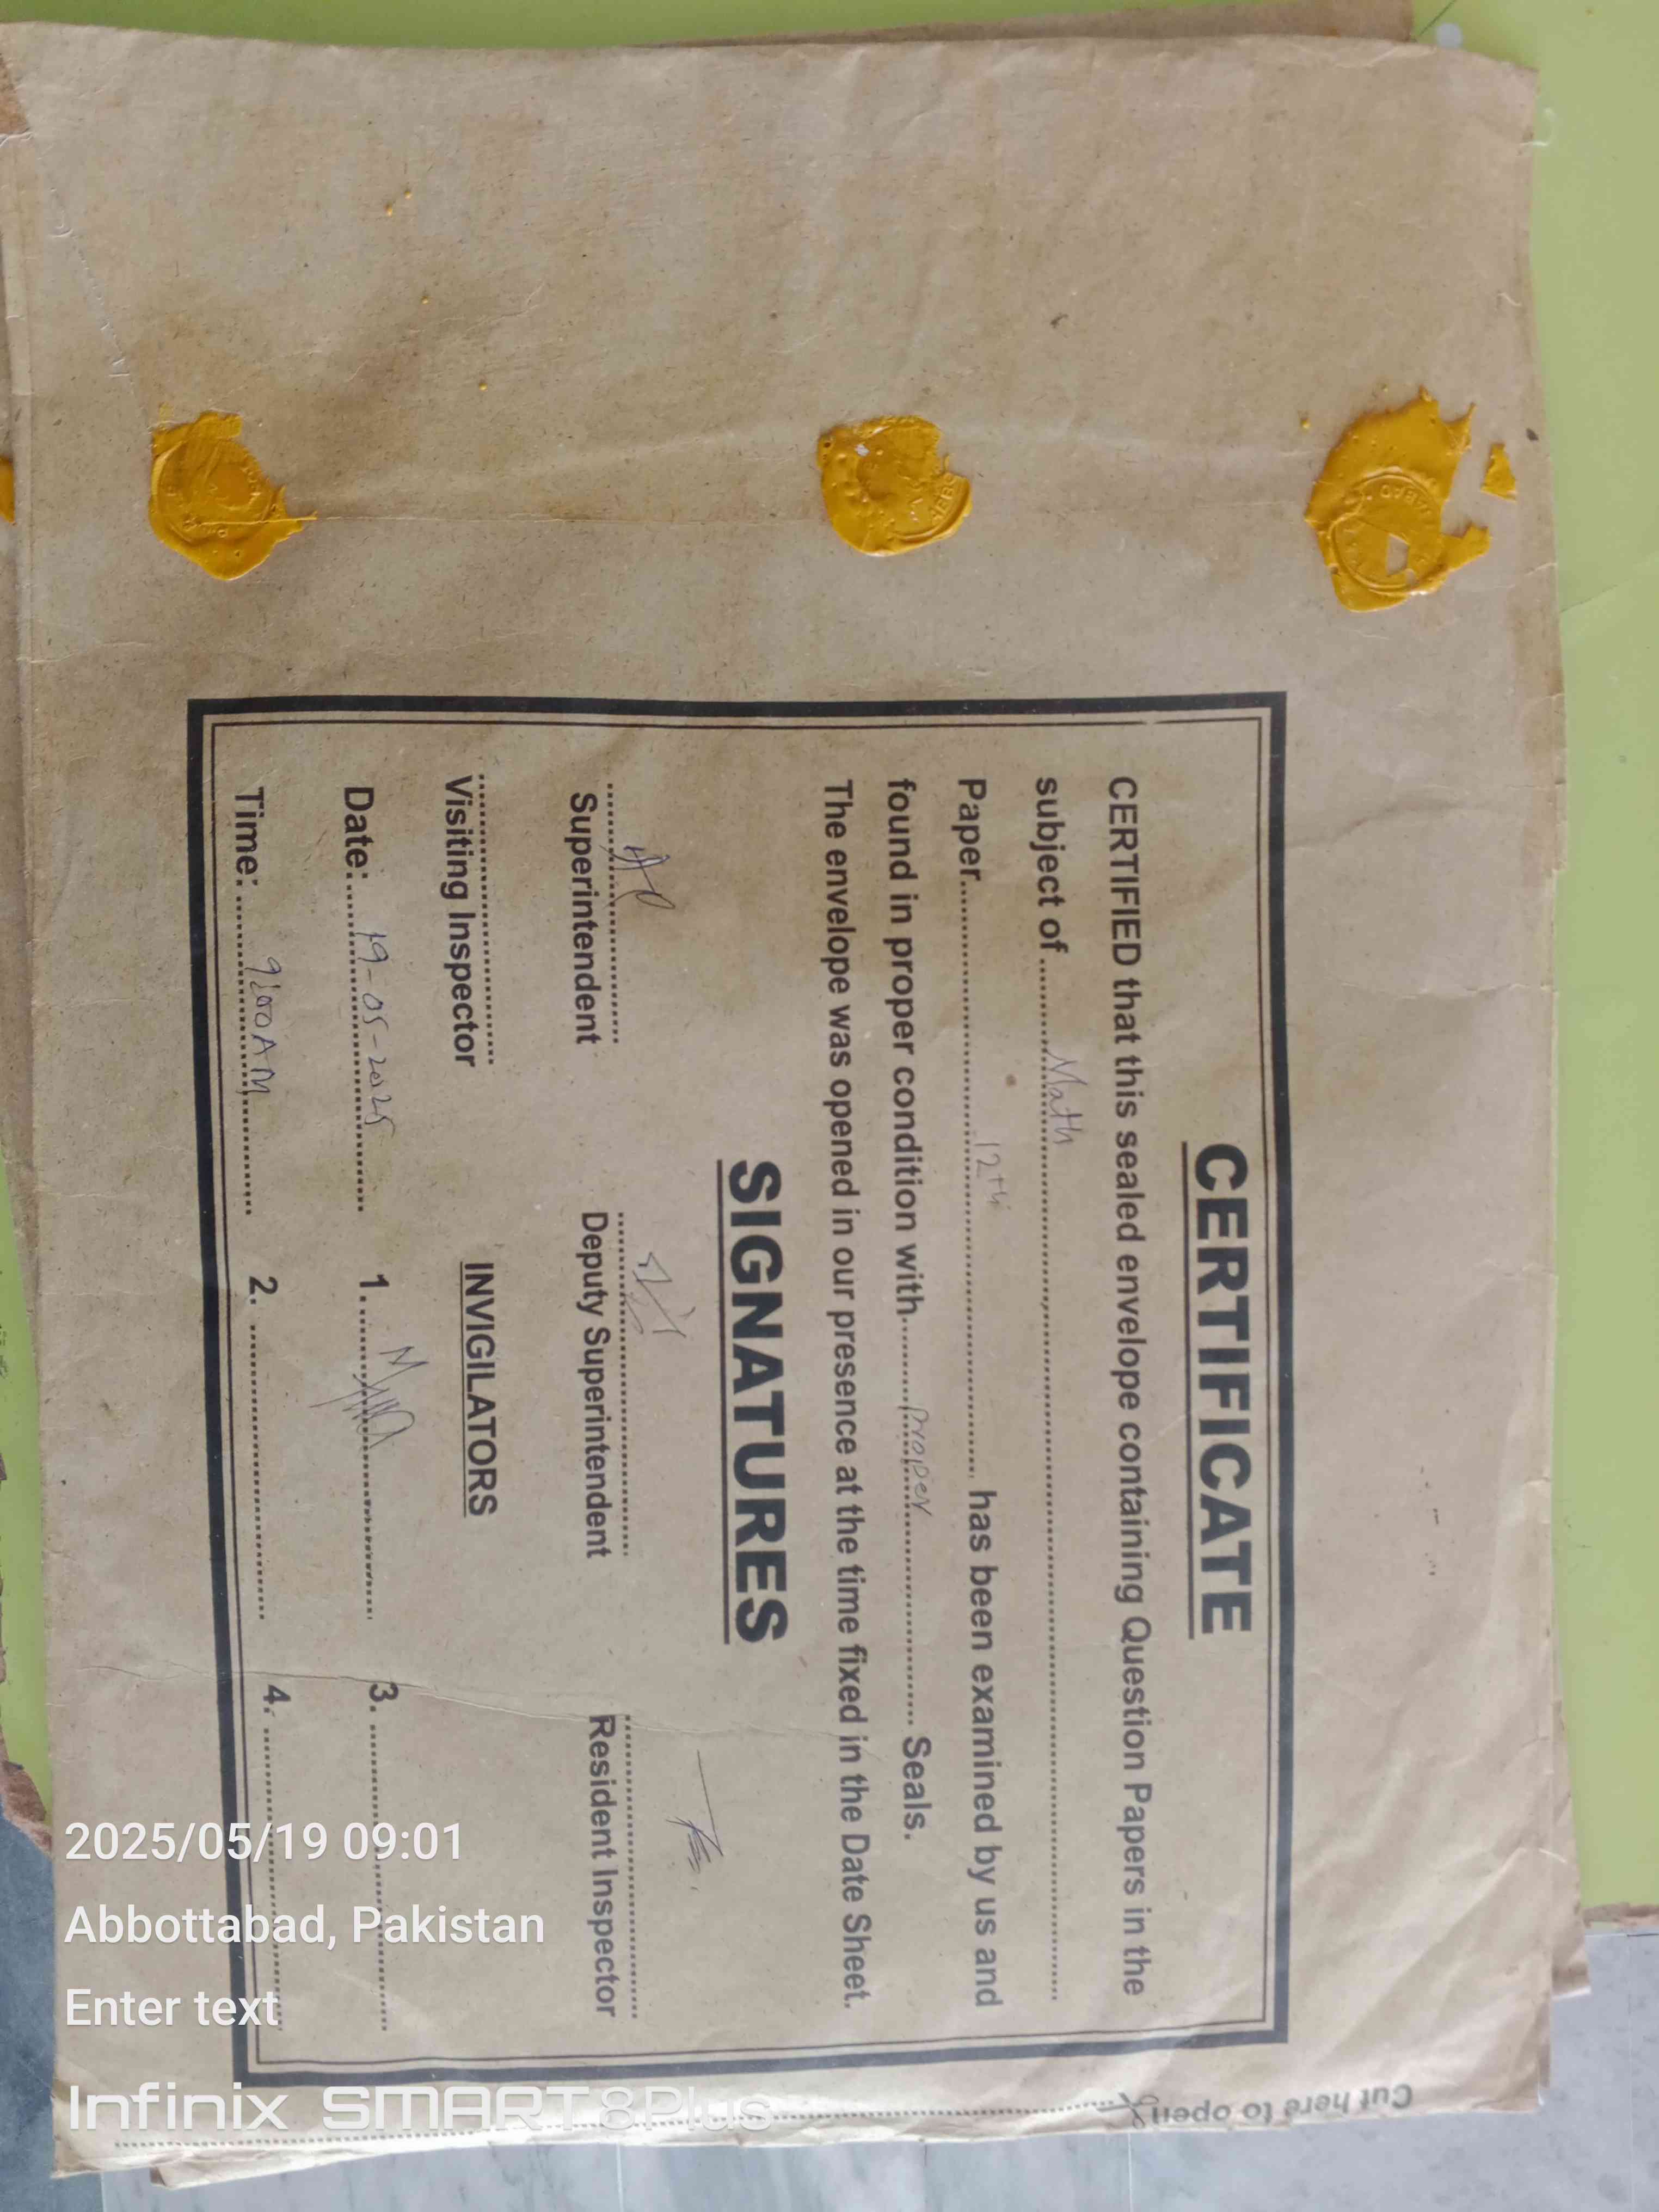 CERTIFICATE
CERTIFIED that this sealed envelope containing Question Papers in the
subject of ........ Math ........
Paper........ 12th ........ has been examined by us and
found in proper condition with........ proper ........ Seals.
The envelope was opened in our presence at the time fixed in the Date Sheet.
SIGNATURES
Superintendent Deputy Superintendent Resident Inspector
Visiting Inspector INVIGILATORS
Date: 19-05-2025 1. 3.
Time: 9:00 AM 2. 4.
Cut here to open
2025/05/19 09:01
Abbottabad, Pakistan
Enter text
Infinix SMART 8 Plus